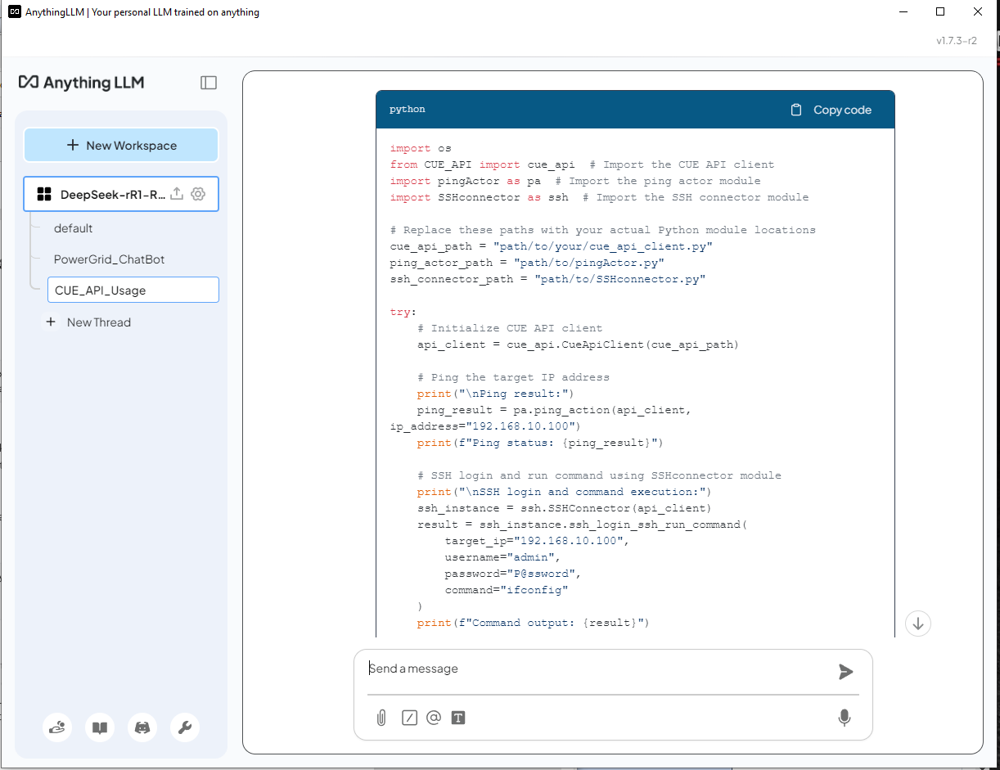 AnythingLLM | Your personal LLM trained on anything
v1.7.3-r2
Anything LLM
New Workspace
DeepSeek-rR1-R...
default
PowerGrid_ChatBot
CUE_API_Usage
New Thread
python
Copy code
import os
from CUE_API import cue_api  # Import the CUE API client
import pingActor as pa  # Import the ping actor module
import SSHconnector as ssh  # Import the SSH connector module
# Replace these paths with your actual Python module locations
cue_api_path = "path/to/your/cue_api_client.py"
ping_actor_path = "path/to/pingActor.py"
ssh_connector_path = "path/to/SSHconnector.py"
try:
    # Initialize CUE API client
    api_client = cue_api.CueApiClient(cue_api_path)
    # Ping the target IP address
    print("\nPing result:")
    ping_result = pa.ping_action(api_client,
ip_address="192.168.10.100")
    print(f"Ping status: {ping_result}")
    # SSH login and run command using SSHconnector module
    print("\nSSH login and command execution:")
    ssh_instance = ssh.SSHConnector(api_client)
    result = ssh_instance.ssh_login_ssh_run_command(
        target_ip="192.168.10.100",
        username="admin",
        password="P@ssword",
        command="ifconfig"
    )
    print(f"Command output: {result}")
Send a message